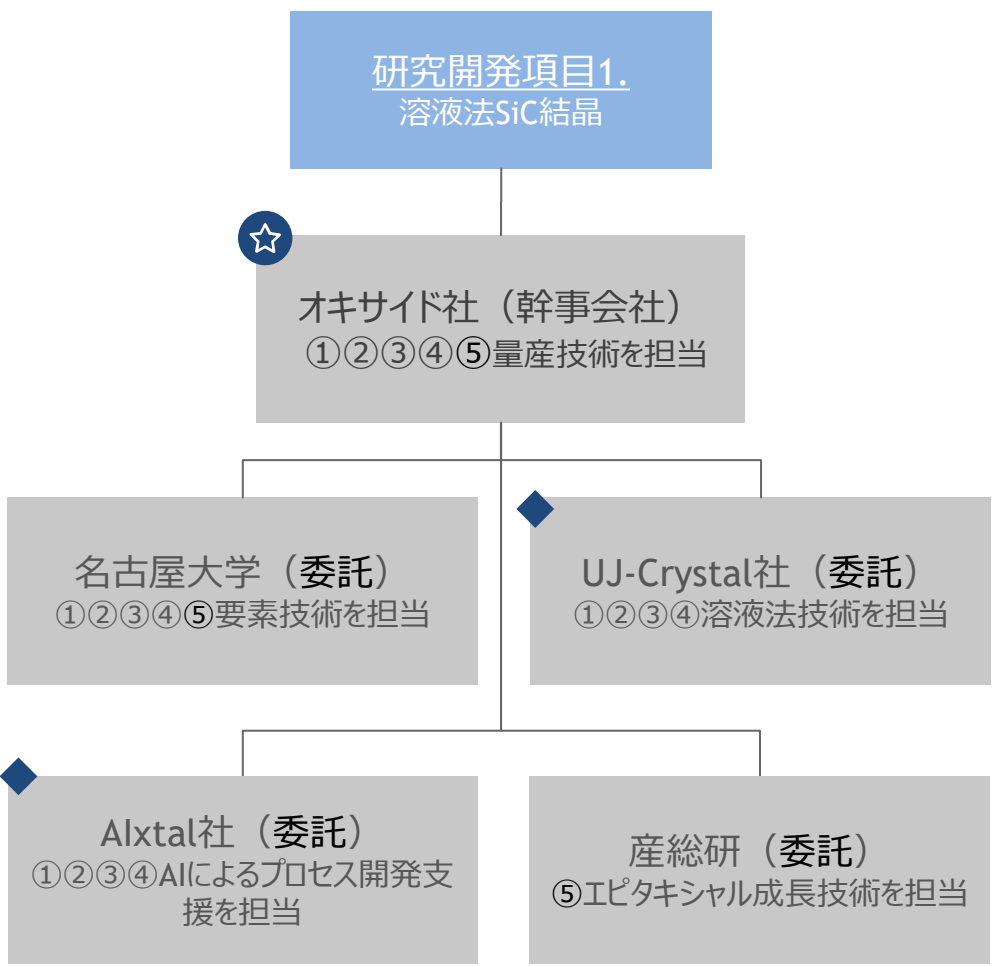 研究開発項目1.
溶液法SiC結晶
オキサイド社（幹事会社）
①②③④⑤量産技術を担当
名古屋大学（委託）
①②③④⑤要素技術を担当
UJ-Crystal社（委託）
①②③④溶液法技術を担当
AIxtal社（委託）
①②③④AIによるプロセス開発支
援を担当
産総研（委託）
⑤エピタキシャル成長技術を担当